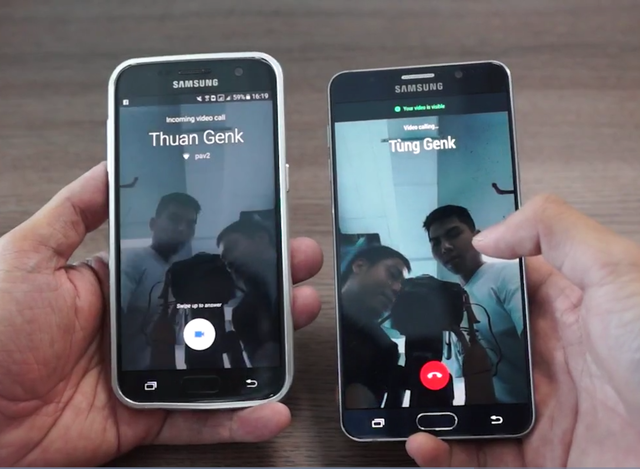 SAMSUNG
59% 16:19
Incoming video call
Thuan Genk
pav2
Swipe up to answer
SAMSUNG
Your video is visible
Video calling...
Tùng Genk